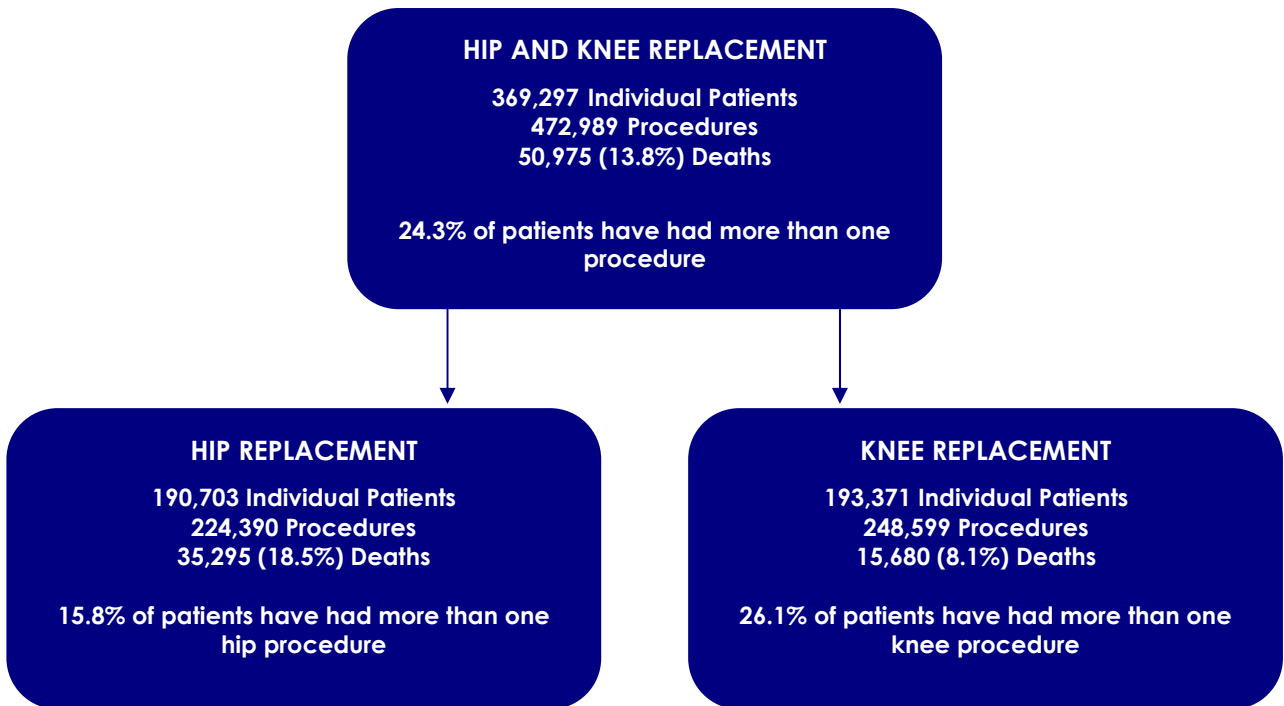 HIP AND KNEE REPLACEMENT
369,297 Individual Patients
472,989 Procedures
50,975 (13.8%) Deaths
24.3% of patients have had more than one
procedure
HIP REPLACEMENT
190,703 Individual Patients
224,390 Procedures
35,295 (18.5%) Deaths
15.8% of patients have had more than one
hip procedure
KNEE REPLACEMENT
193,371 Individual Patients
248,599 Procedures
15,680 (8.1%) Deaths
26.1% of patients have had more than one
knee procedure